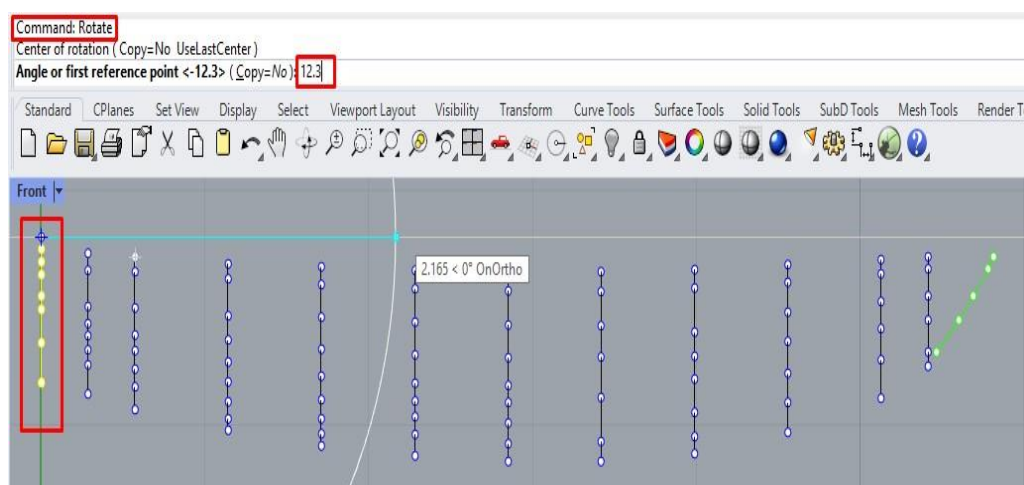 Command: Rotate
Center of rotation ( Copy=No UseLastCenter )
Angle or first reference point <-12.3> ( Copy=No ): 12.3
Standard CPlanes Set View Display Select Viewport Layout Visibility Transform Curve Tools Surface Tools Solid Tools SubD Tools Mesh Tools Render T
Front
2.165 < 0° OnOrtho